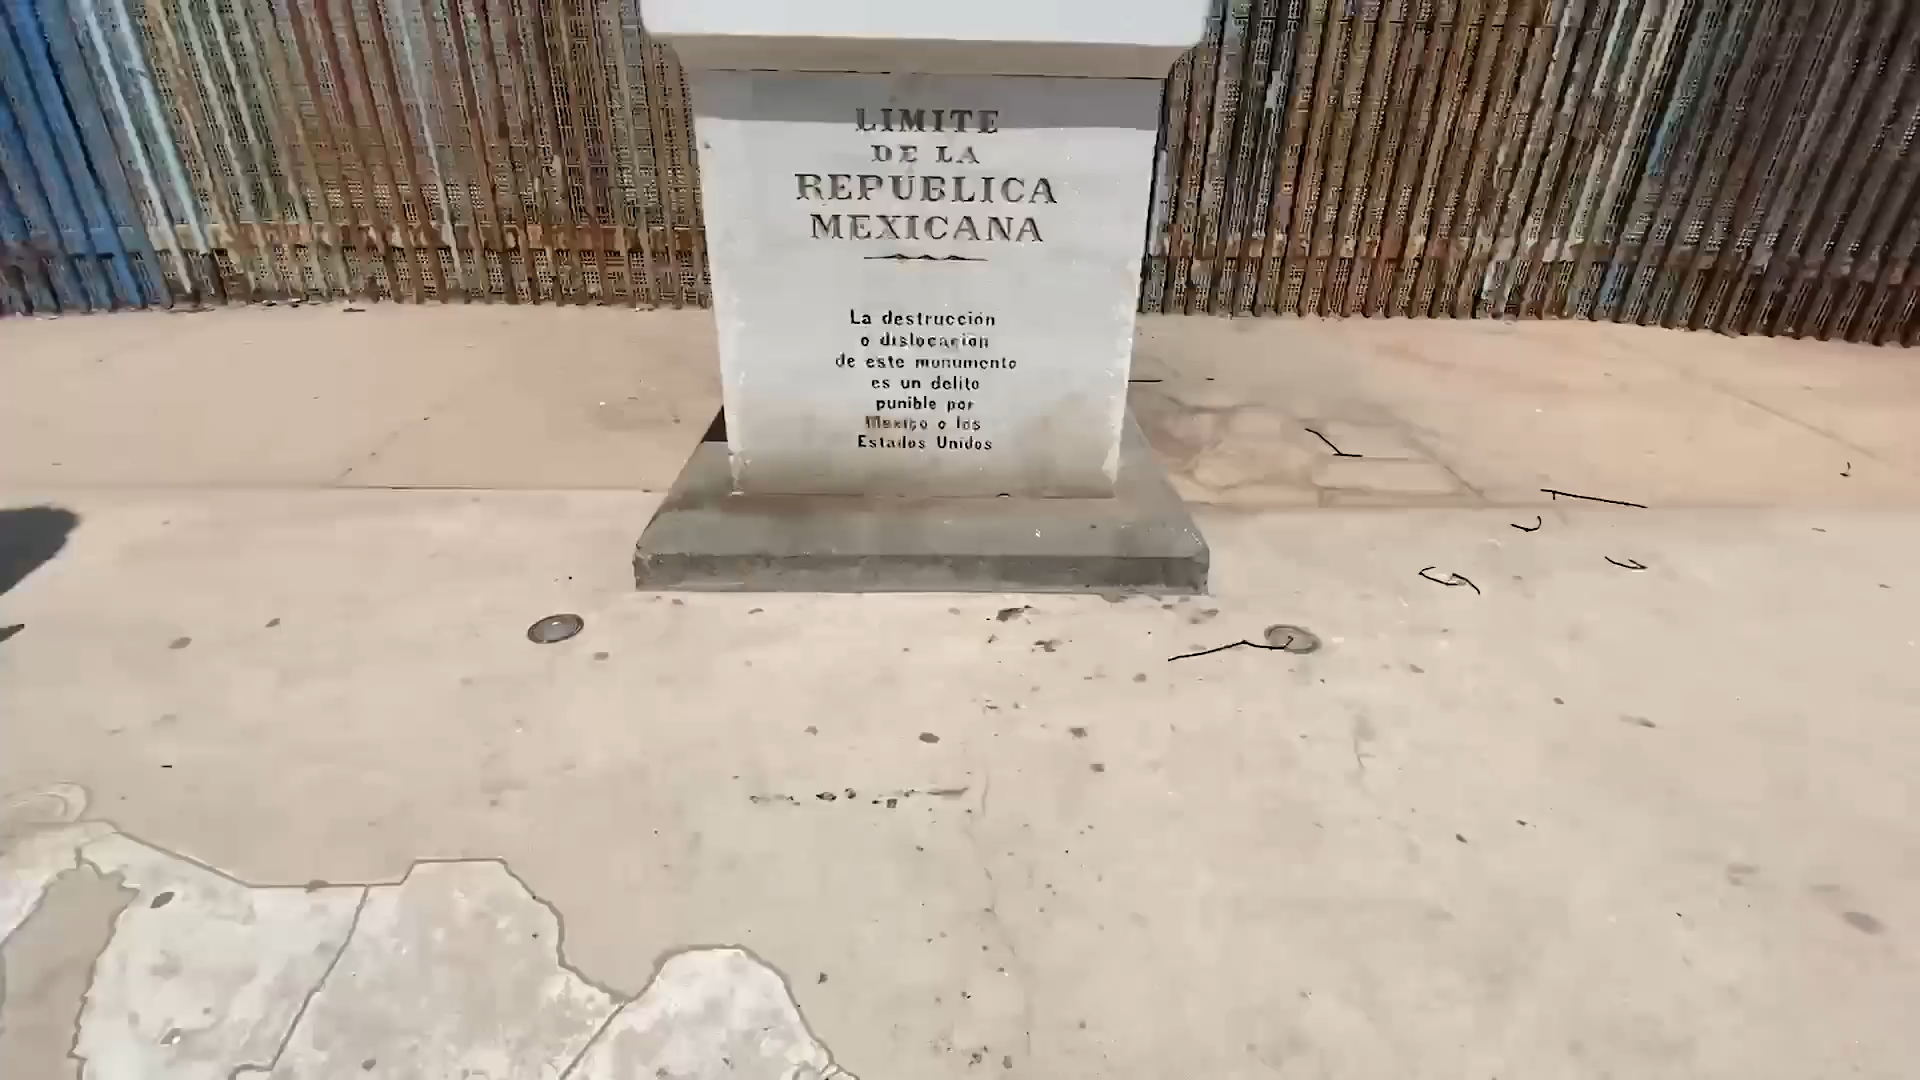 LIMITE
DE LA
REPUBLICA
MEXICANA
La destrucción
o dislocación
de este monumento
es un delito
punible por
Mexico o los
Estados Unidos